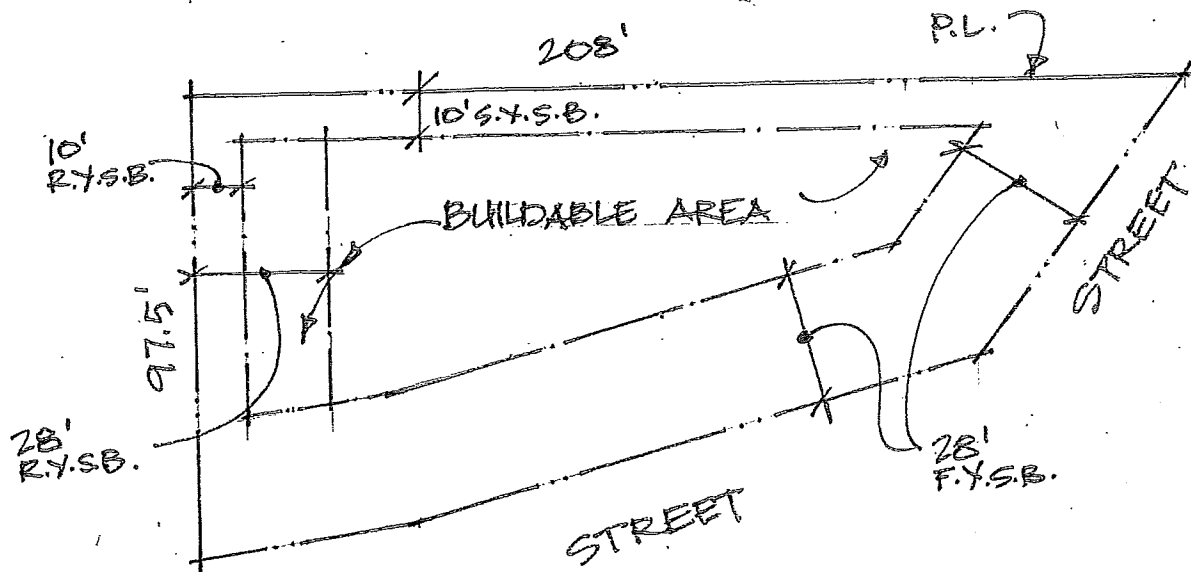 208'
P.L.
10' S.Y.S.B.
10'
R.Y.S.B.
BUILDABLE AREA
STREET
97.5'
28'
R.Y.S.B.
28'
F.Y.S.B.
STREET